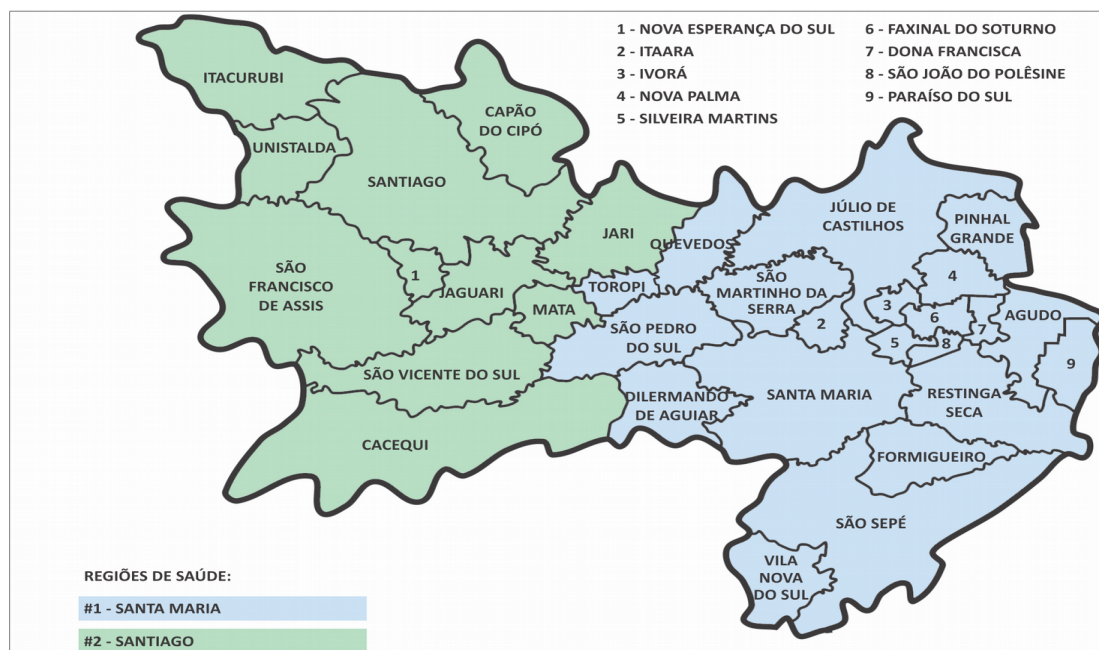 1 - NOVA ESPERANÇA DO SUL
2 - ITAARA
3 - IVORÁ
4 - NOVA PALMA
5 - SILVEIRA MARTINS
6 - FAXINAL DO SOTURNO
7 - DONA FRANCISCA
8 - SÃO JOÃO DO POLÊSINE
9 - PARAÍSO DO SUL
ITACURUBI
CAPÃO
DO CIPÓ
UNISTALDA
SANTIAGO
JÚLIO DE
CASTILHOS
PINHAL
GRANDE
JARI
QUEVEDOS
SÃO
FRANCISCO
DE ASSIS
1
JAGUARI
TOROPI
SÃO
MARTINHO DA
SERRA
4
MATA
3
6
AGUDO
SÃO PEDRO
DO SUL
2
7
5
8
9
SÃO VICENTE DO SUL
DILERMANDO
DE AGUIAR
SANTA MARIA
RESTINGA
SECA
CACEQUI
FORMIGUEIRO
SÃO SEPÉ
VILA
NOVA
DO SUL
REGIÕES DE SAÚDE:
#1 - SANTA MARIA
#2 - SANTIAGO